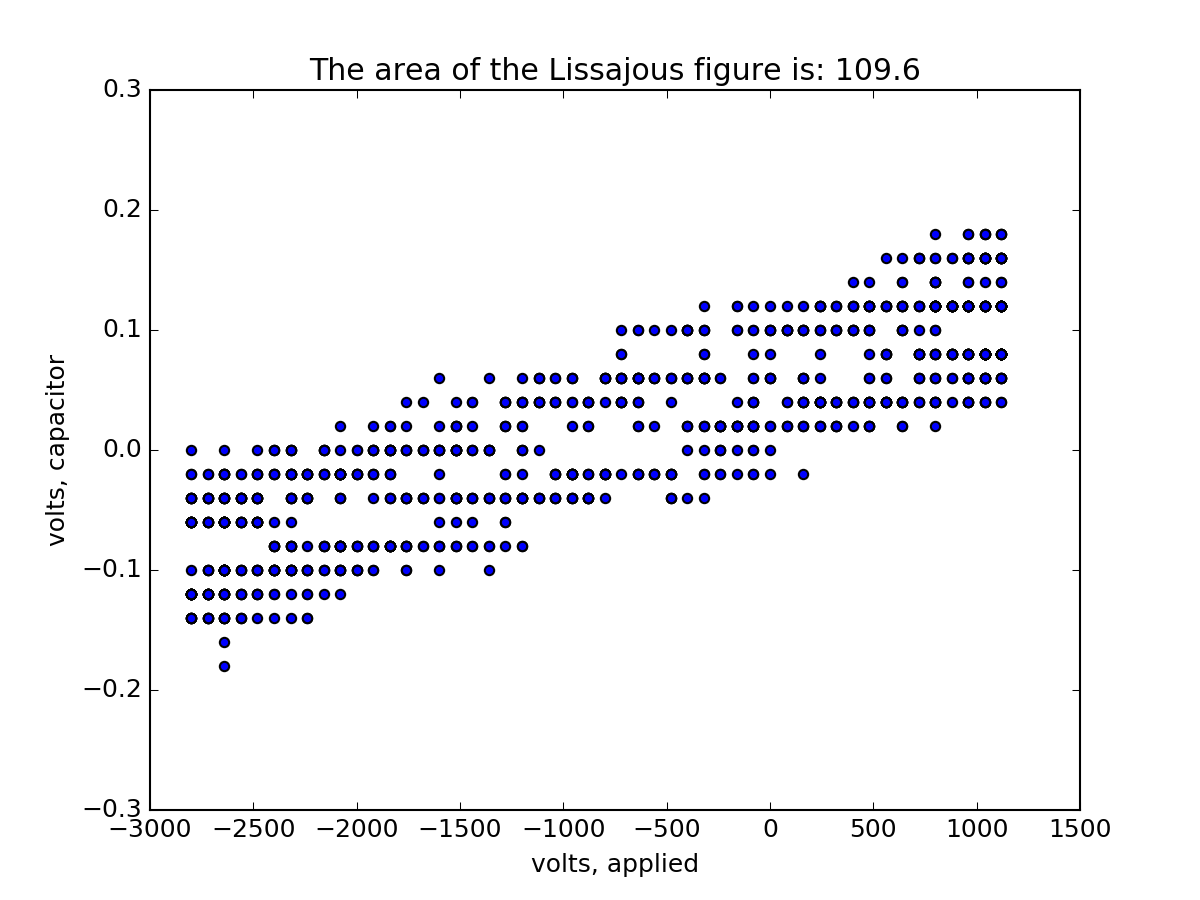 The area of the Lissajous figure is: 109.6
0.3
0.2
0.1
0.0
−0.1
−0.2
−0.3
volts, capacitor
−3000 −2500 −2000 −1500 −1000 −500 0 500 1000 1500
volts, applied